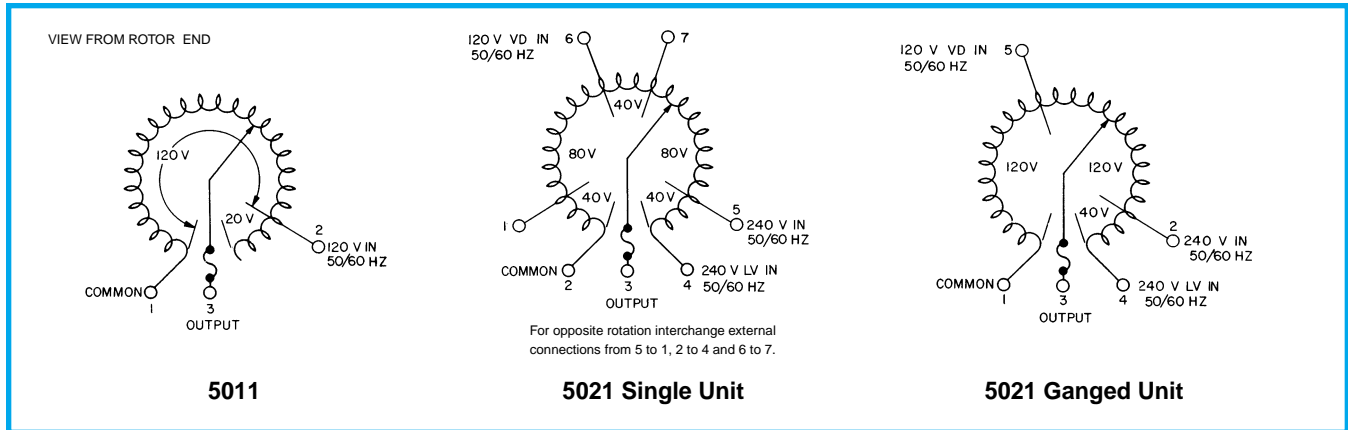 VIEW FROM ROTOR END
120 V
20 V
2
120 V IN
50/60 HZ
COMMON
1
3
OUTPUT
5011
120 V VD IN
50/60 HZ
6
7
40V
80V
80V
40V
40V
1
5
240 V IN
50/60 HZ
COMMON
2
3
4
240 V LV IN
50/60 HZ
OUTPUT
For opposite rotation interchange external
connections from 5 to 1, 2 to 4 and 6 to 7.
5021 Single Unit
120 V VD IN
50/60 HZ
5
120V
120V
40V
2
240 V IN
50/60 HZ
COMMON
1
3
4
240 V LV IN
50/60 HZ
OUTPUT
5021 Ganged Unit